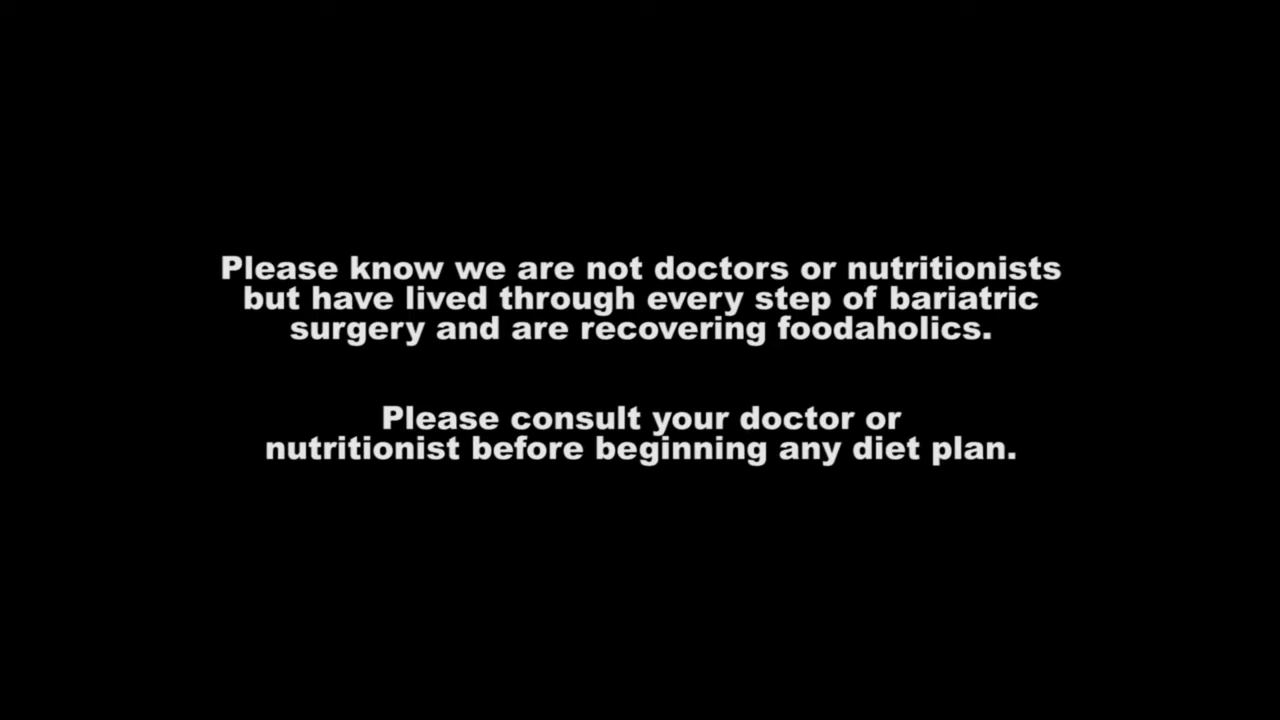 Please know we are not doctors or nutritionists
but have lived through every step of bariatric
surgery and are recovering foodaholics.
Please consult your doctor or
nutritionist before beginning any diet plan.